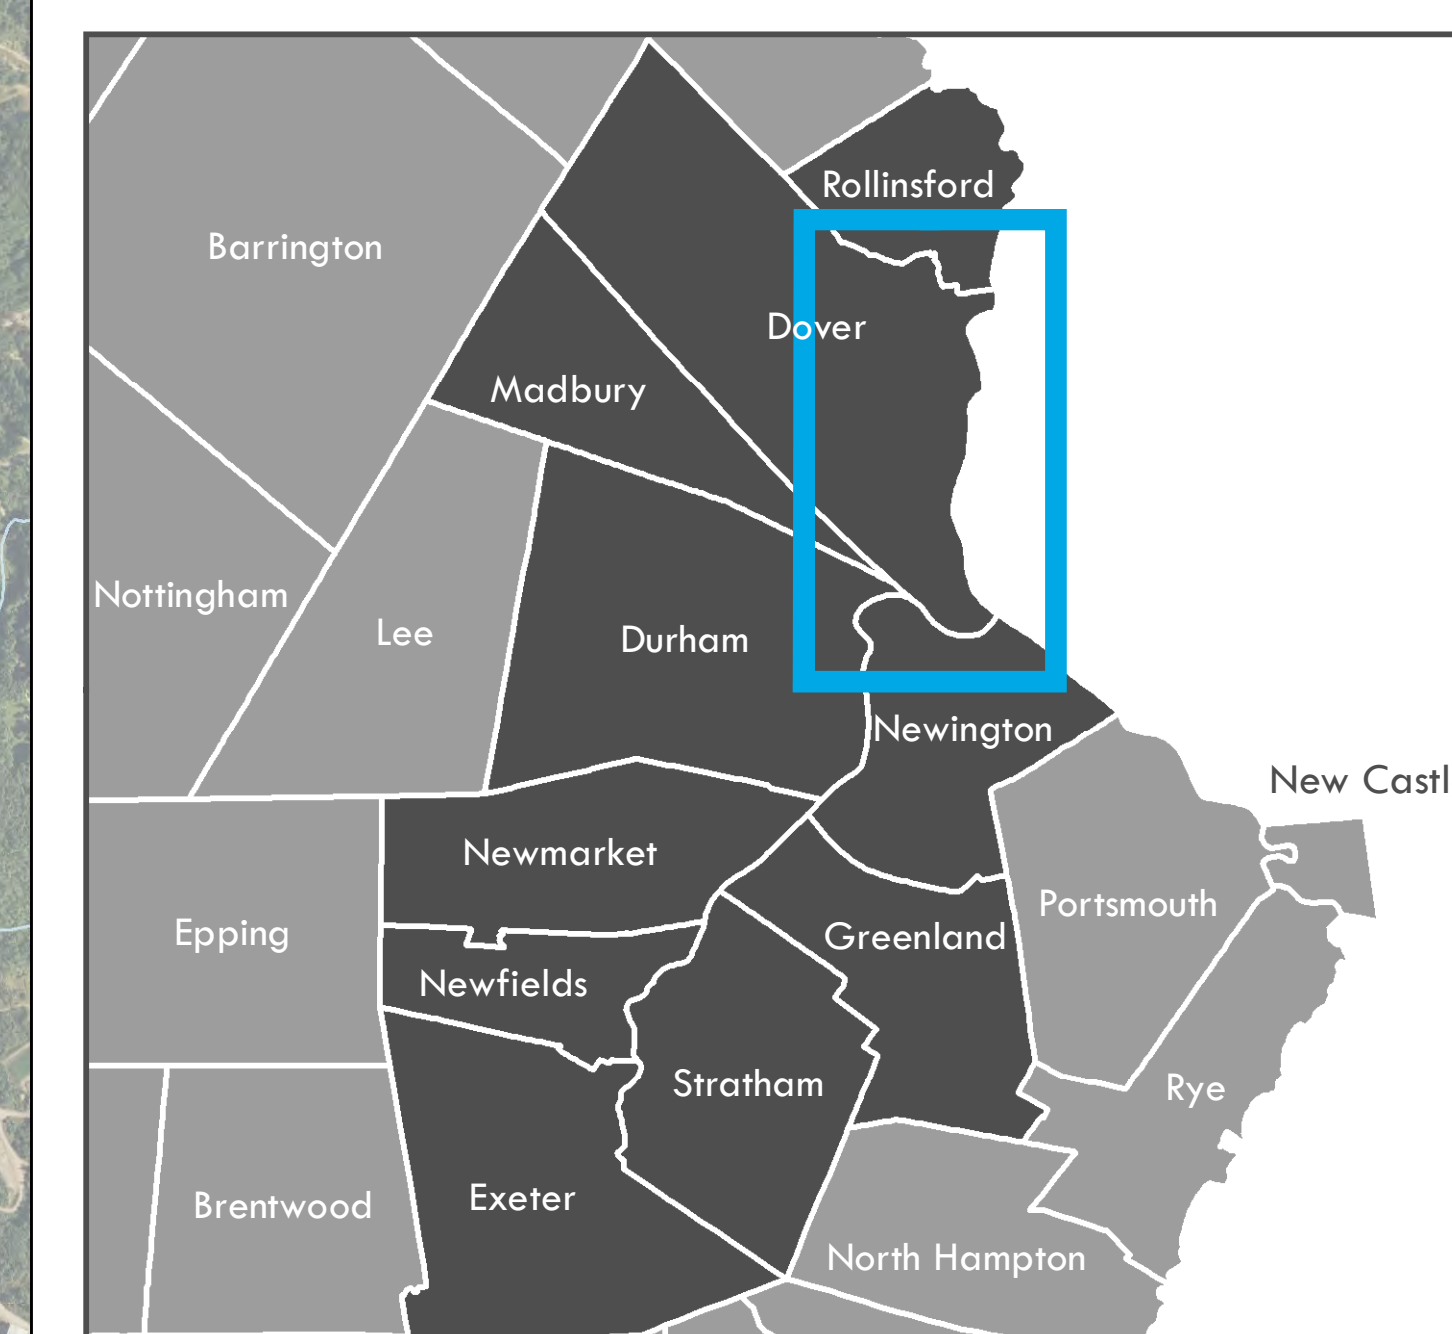 Rollinsford
Barrington
Dover
Madbury
Nottingham
Lee
Durham
Newington
New Castl
Newmarket
Portsmouth
Epping
Greenland
Newfields
Stratham
Rye
Brentwood
Exeter
North Hampton